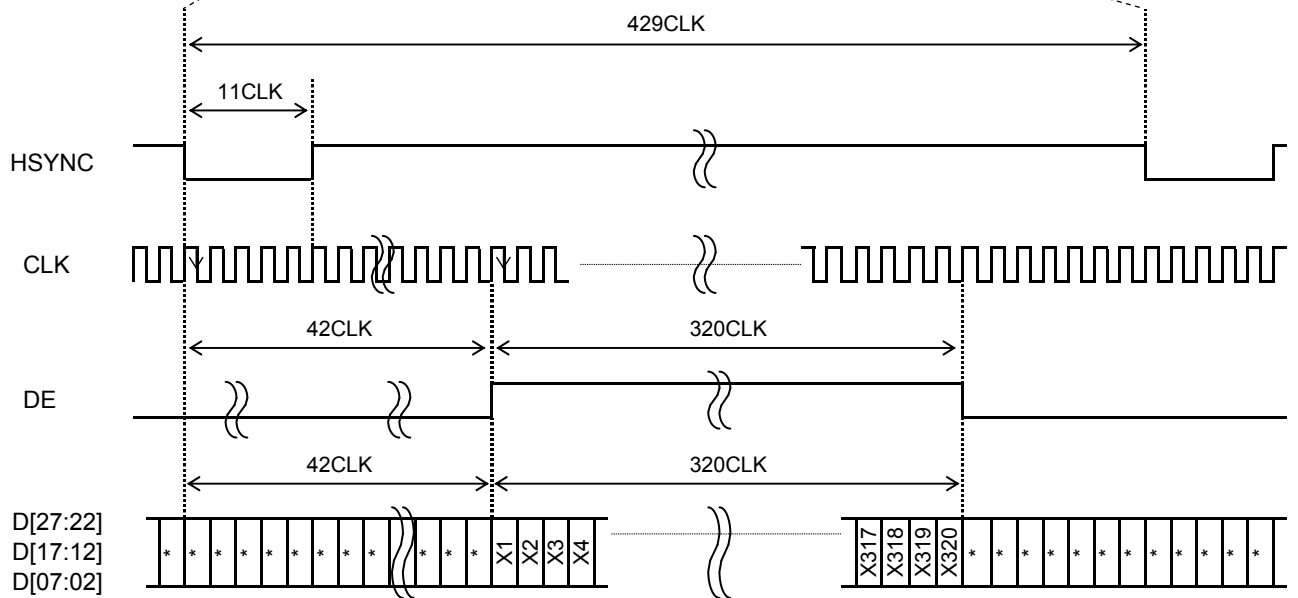 429CLK
11CLK
HSYNC
CLK
42CLK 320CLK
DE
42CLK 320CLK
D[27:22]
D[17:12] * * * * * * * * * * * * X1 X2 X3 X4 X317 X318 X319 X320 * * * * * * * * * * * *
D[07:02]